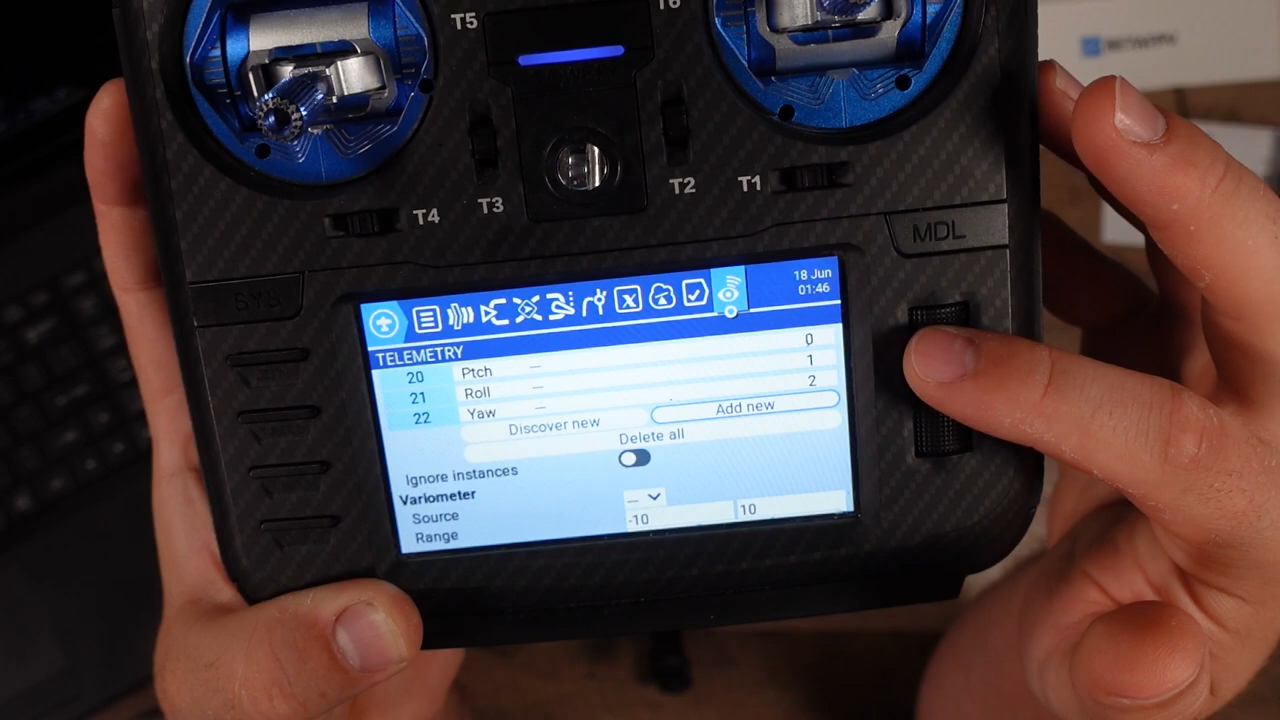 T5
T6
T3
T2
T1
T4
MDL
SYS
18 Jun
01:46
TELEMETRY
20 Ptch — 0
21 Roll — 1
22 Yaw — 2
Discover new Add new
Delete all
Ignore instances
Variometer
Source —
Range -10 10